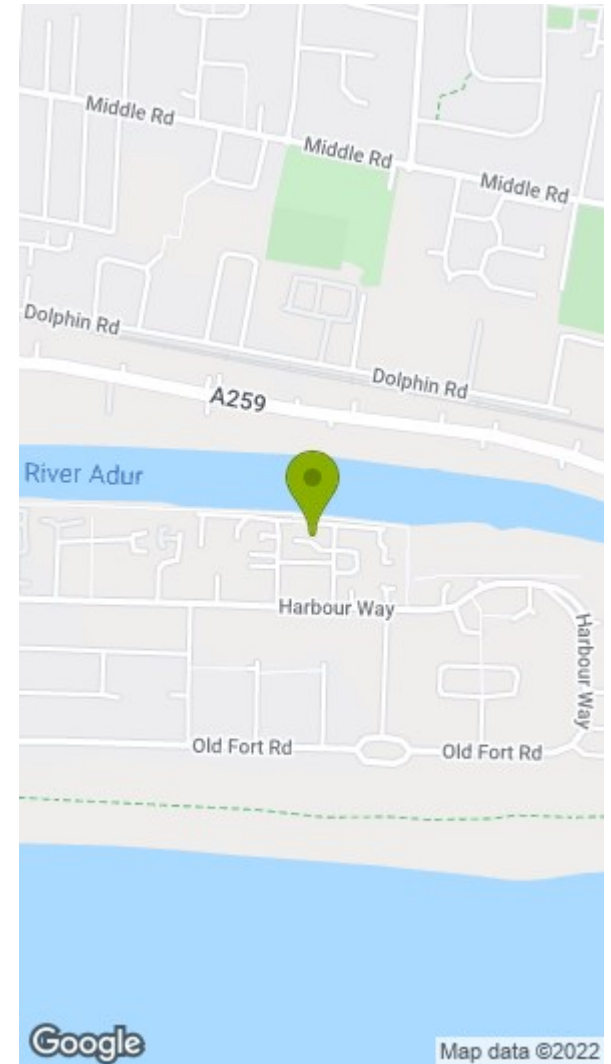 Middle Rd
Middle Rd
Middle Rd
Dolphin Rd
Dolphin Rd
A259
River Adur
Harbour Way
Harbour Way
Old Fort Rd
Old Fort Rd
Google
Map data ©2022